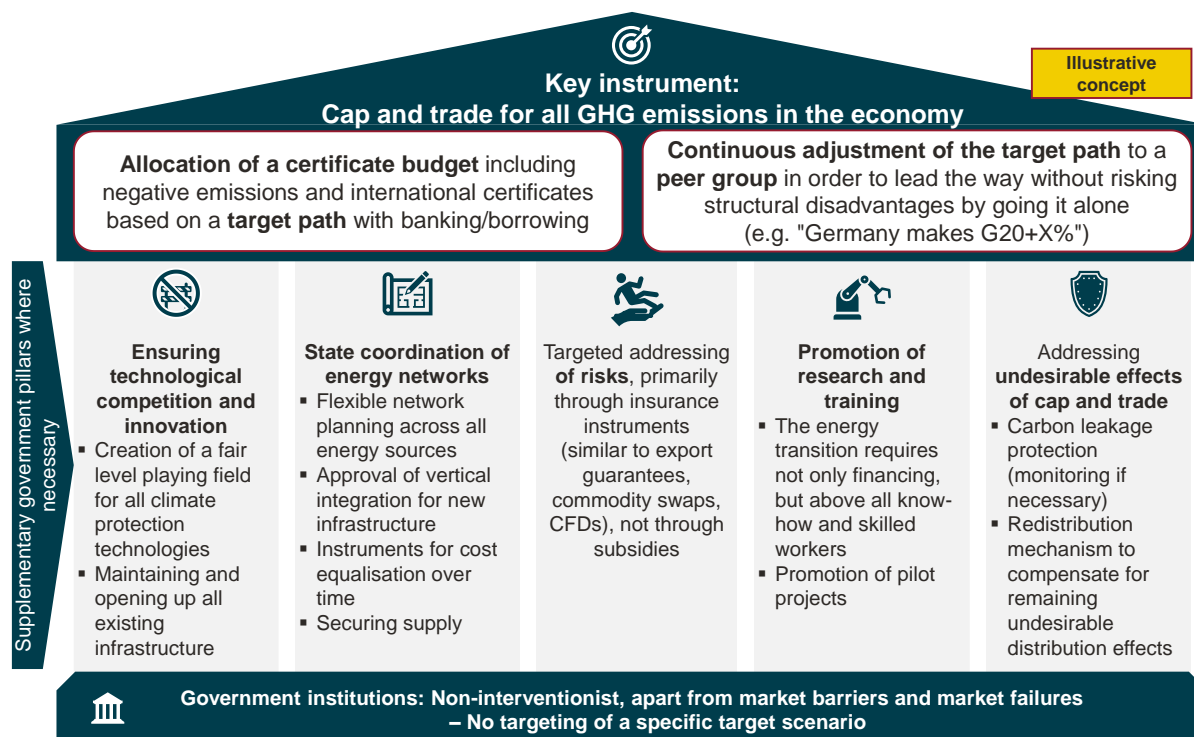 Illustrative
concept
Key instrument:
Cap and trade for all GHG emissions in the economy
Allocation of a certificate budget including
negative emissions and international certificates
based on a target path with banking/borrowing
Continuous adjustment of the target path to a
peer group in order to lead the way without risking
structural disadvantages by going it alone
(e.g. "Germany makes G20+X%")
Supplementary government pillars where
necessary
Ensuring
technological
competition and
innovation
▪ Creation of a fair
level playing field
for all climate
protection
technologies
▪ Maintaining and
opening up all
existing
infrastructure
State coordination of
energy networks
▪ Flexible network
planning across all
energy sources
▪ Approval of vertical
integration for new
infrastructure
▪ Instruments for cost
equalisation over
time
▪ Securing supply
Targeted addressing
of risks, primarily
through insurance
instruments
(similar to export
guarantees,
commodity swaps,
CFDs), not through
subsidies
Promotion of
research and
training
▪ The energy
transition requires
not only financing,
but above all know-
how and skilled
workers
▪ Promotion of pilot
projects
Addressing
undesirable effects
of cap and trade
▪ Carbon leakage
protection
(monitoring if
necessary)
▪ Redistribution
mechanism to
compensate for
remaining
undesirable
distribution effects
Government institutions: Non-interventionist, apart from market barriers and market failures
– No targeting of a specific target scenario